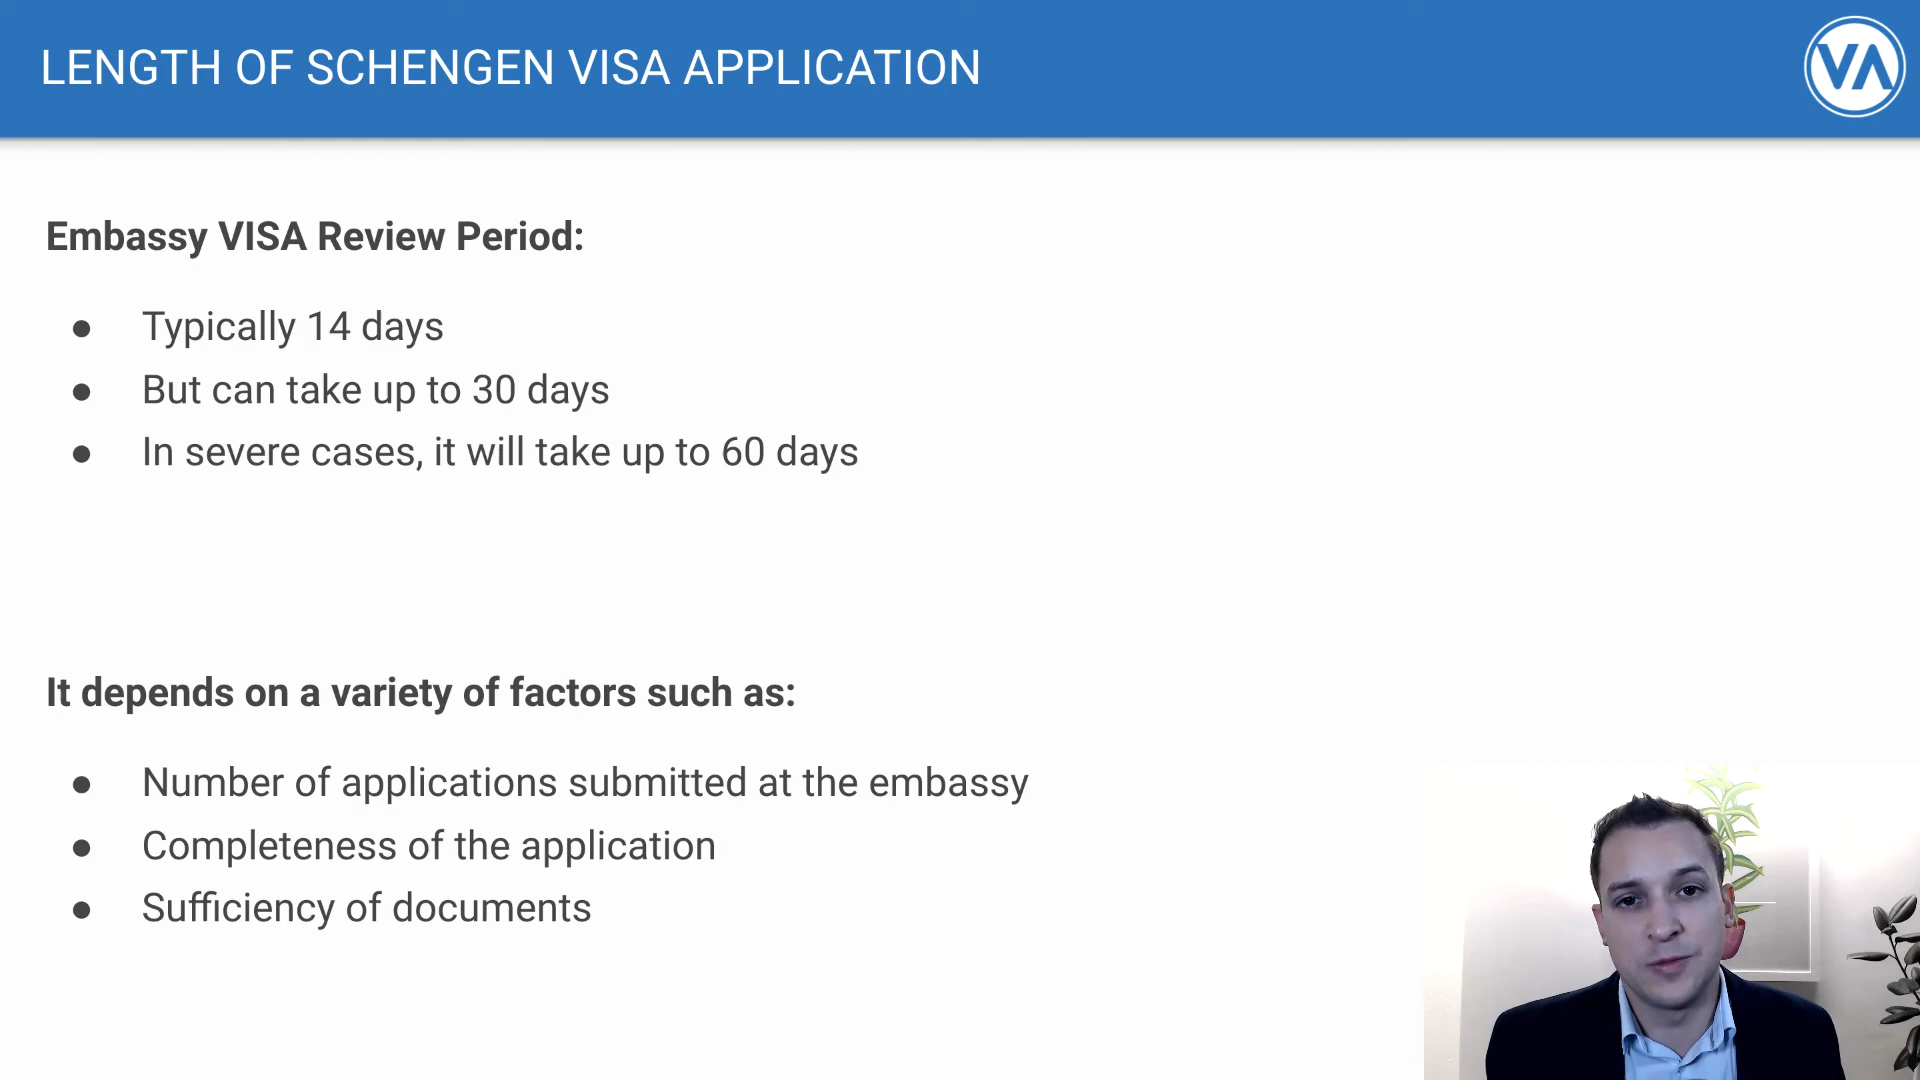 LENGTH OF SCHENGEN VISA APPLICATION
VA
Embassy VISA Review Period:
● Typically 14 days
● But can take up to 30 days
● In severe cases, it will take up to 60 days
It depends on a variety of factors such as:
● Number of applications submitted at the embassy
● Completeness of the application
● Sufficiency of documents